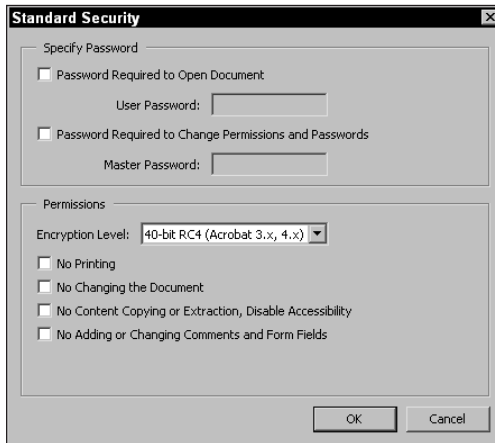 Standard Security
Specify Password
Password Required to Open Document
User Password:
Password Required to Change Permissions and Passwords
Master Password:
Permissions
Encryption Level: 40-bit RC4 (Acrobat 3.x, 4.x)
No Printing
No Changing the Document
No Content Copying or Extraction, Disable Accessibility
No Adding or Changing Comments and Form Fields
OK Cancel